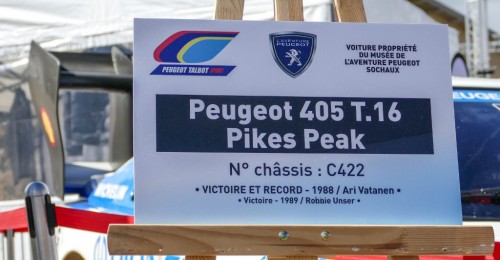 PEUGEOT TALBOT SPORT
L'AVENTURE
PEUGEOT
VOITURE PROPRIÉTÉ
DU MUSÉE DE
L'AVENTURE PEUGEOT
SOCHAUX
Peugeot 405 T.16
Pikes Peak
N° châssis : C422
• VICTOIRE ET RECORD - 1988 / Ari Vatanen •
• Victoire - 1989 / Robbie Unser •